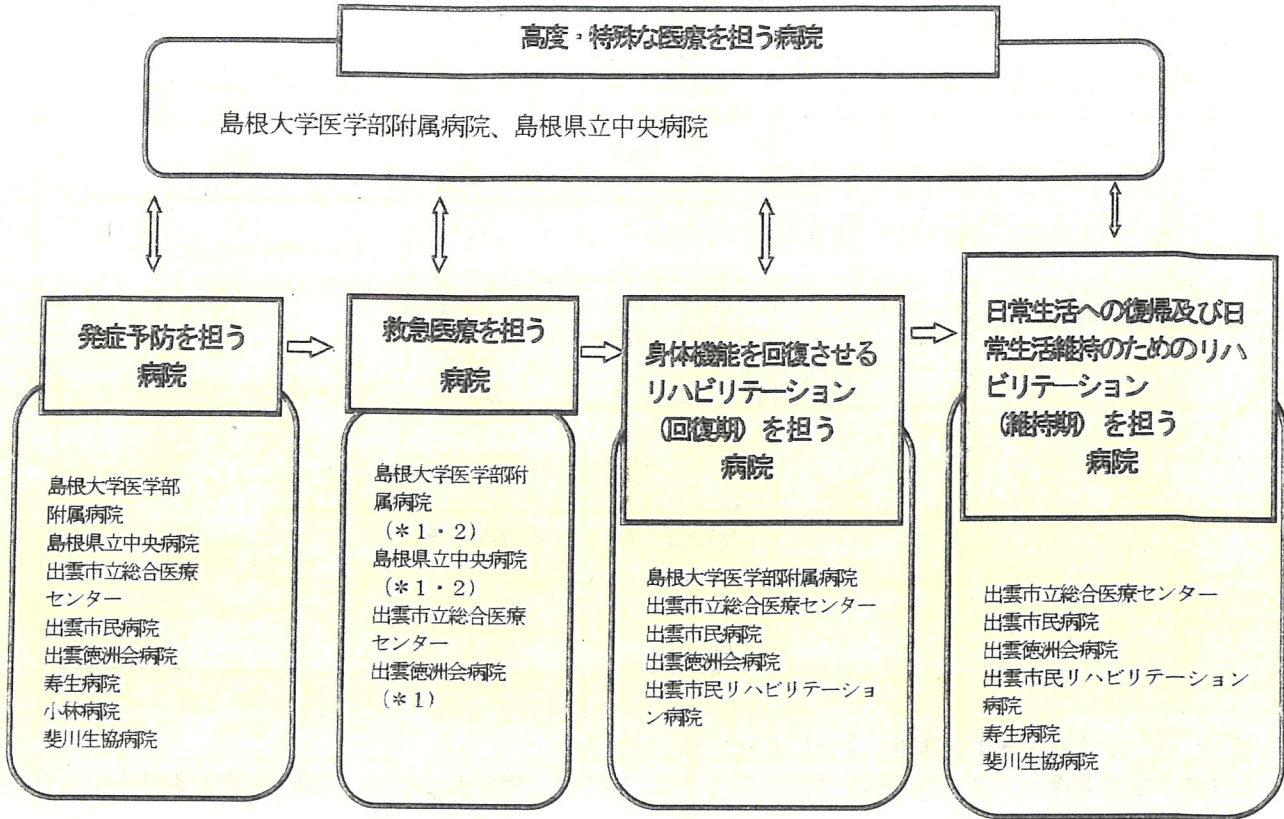 高度・特殊な医療を担う病院
島根大学医学部附属病院、島根県立中央病院
発症予防を担う
病院
島根大学医学部
附属病院
島根県立中央病院
出雲市立総合医療
センター
出雲市民病院
出雲徳洲会病院
寿生病院
小林病院
斐川生協病院
救急医療を担う
病院
島根大学医学部附
属病院
(*1・2)
島根県立中央病院
(*1・2)
出雲市立総合医療
センター
出雲徳洲会病院
(*1)
身体機能を回復させる
リハビリテーション
(回復期)を担う
病院
島根大学医学部附属病院
出雲市立総合医療センター
出雲市民病院
出雲徳洲会病院
出雲市民リハビリテーショ
ン病院
日常生活への復帰及び日
常生活維持のためのリハ
ビリテーション
(維持期)を担う
病院
出雲市立総合医療センター
出雲市民病院
出雲徳洲会病院
出雲市民リハビリテーション
病院
寿生病院
斐川生協病院